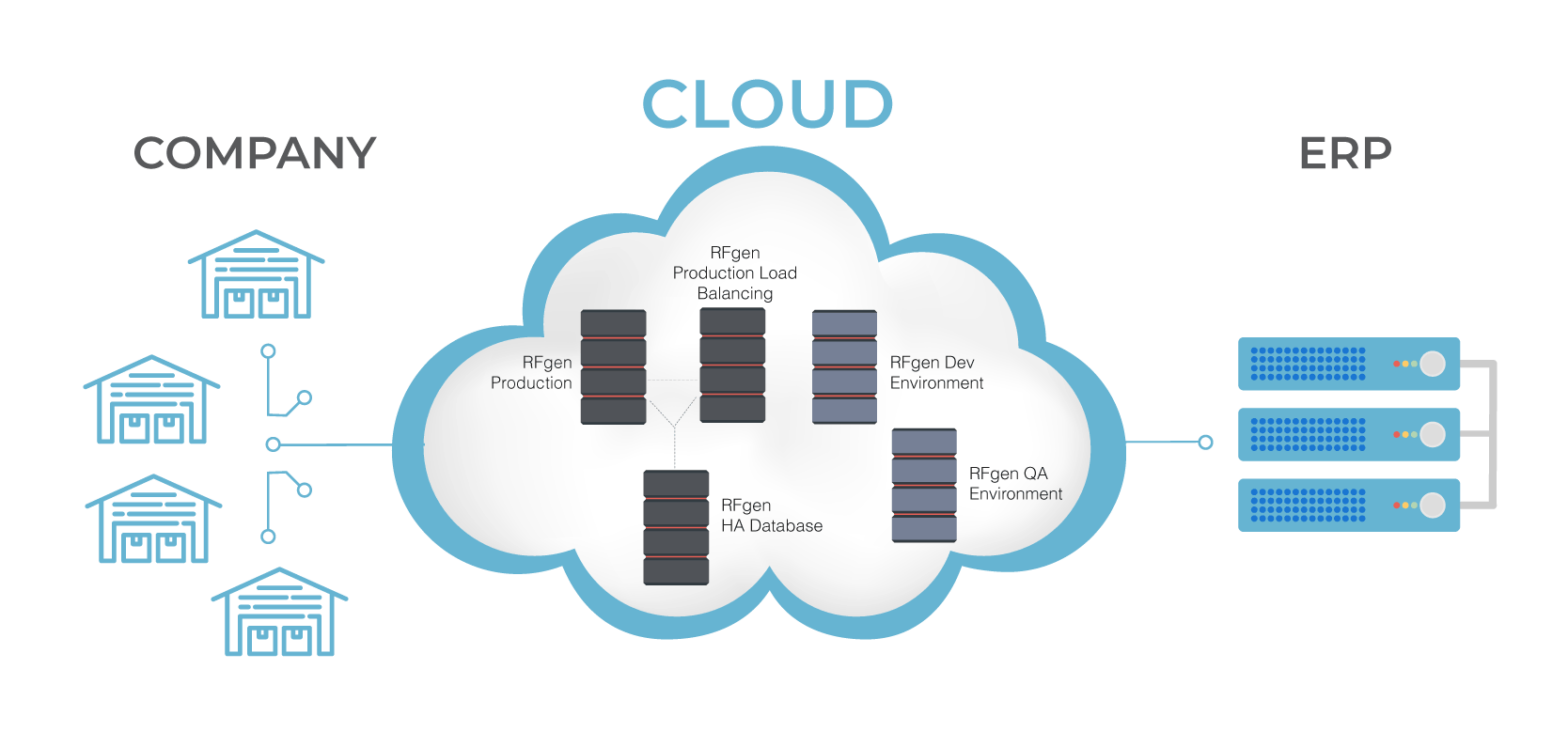 CLOUD
COMPANY
ERP
RFgen
Production Load
Balancing
RFgen
Production
RFgen Dev
Environment
RFgen QA
Environment
RFgen
HA Database